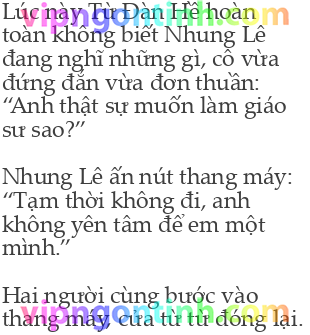 Lúc này Từ Đàn Hề hoàn
toàn không biết Nhung Lê
đang nghĩ những gì, cô vừa
đứng đắn vừa đơn thuần:
“Anh thật sự muốn làm giáo
sư sao?”
Nhung Lê ấn nút thang máy:
“Tạm thời không đi, anh
không yên tâm để em một
mình.”
Hai người cùng bước vào
thang máy, cửa từ từ đóng lại.
vipngontinh.com
vipngontinh.com